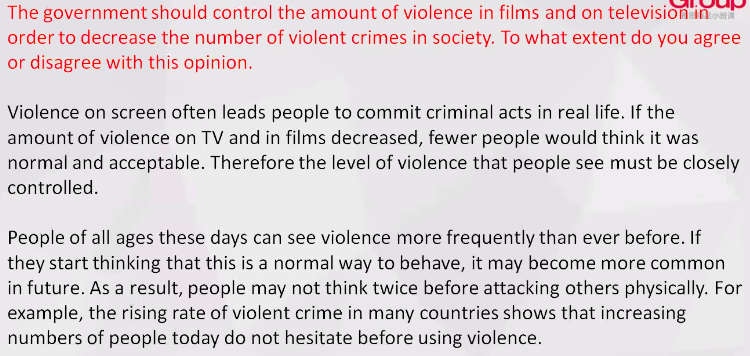 Group
小班课
The government should control the amount of violence in films and on television in
order to decrease the number of violent crimes in society. To what extent do you agree
or disagree with this opinion.
Violence on screen often leads people to commit criminal acts in real life. If the
amount of violence on TV and in films decreased, fewer people would think it was
normal and acceptable. Therefore the level of violence that people see must be closely
controlled.
People of all ages these days can see violence more frequently than ever before. If
they start thinking that this is a normal way to behave, it may become more common
in future. As a result, people may not think twice before attacking others physically. For
example, the rising rate of violent crime in many countries shows that increasing
numbers of people today do not hesitate before using violence.